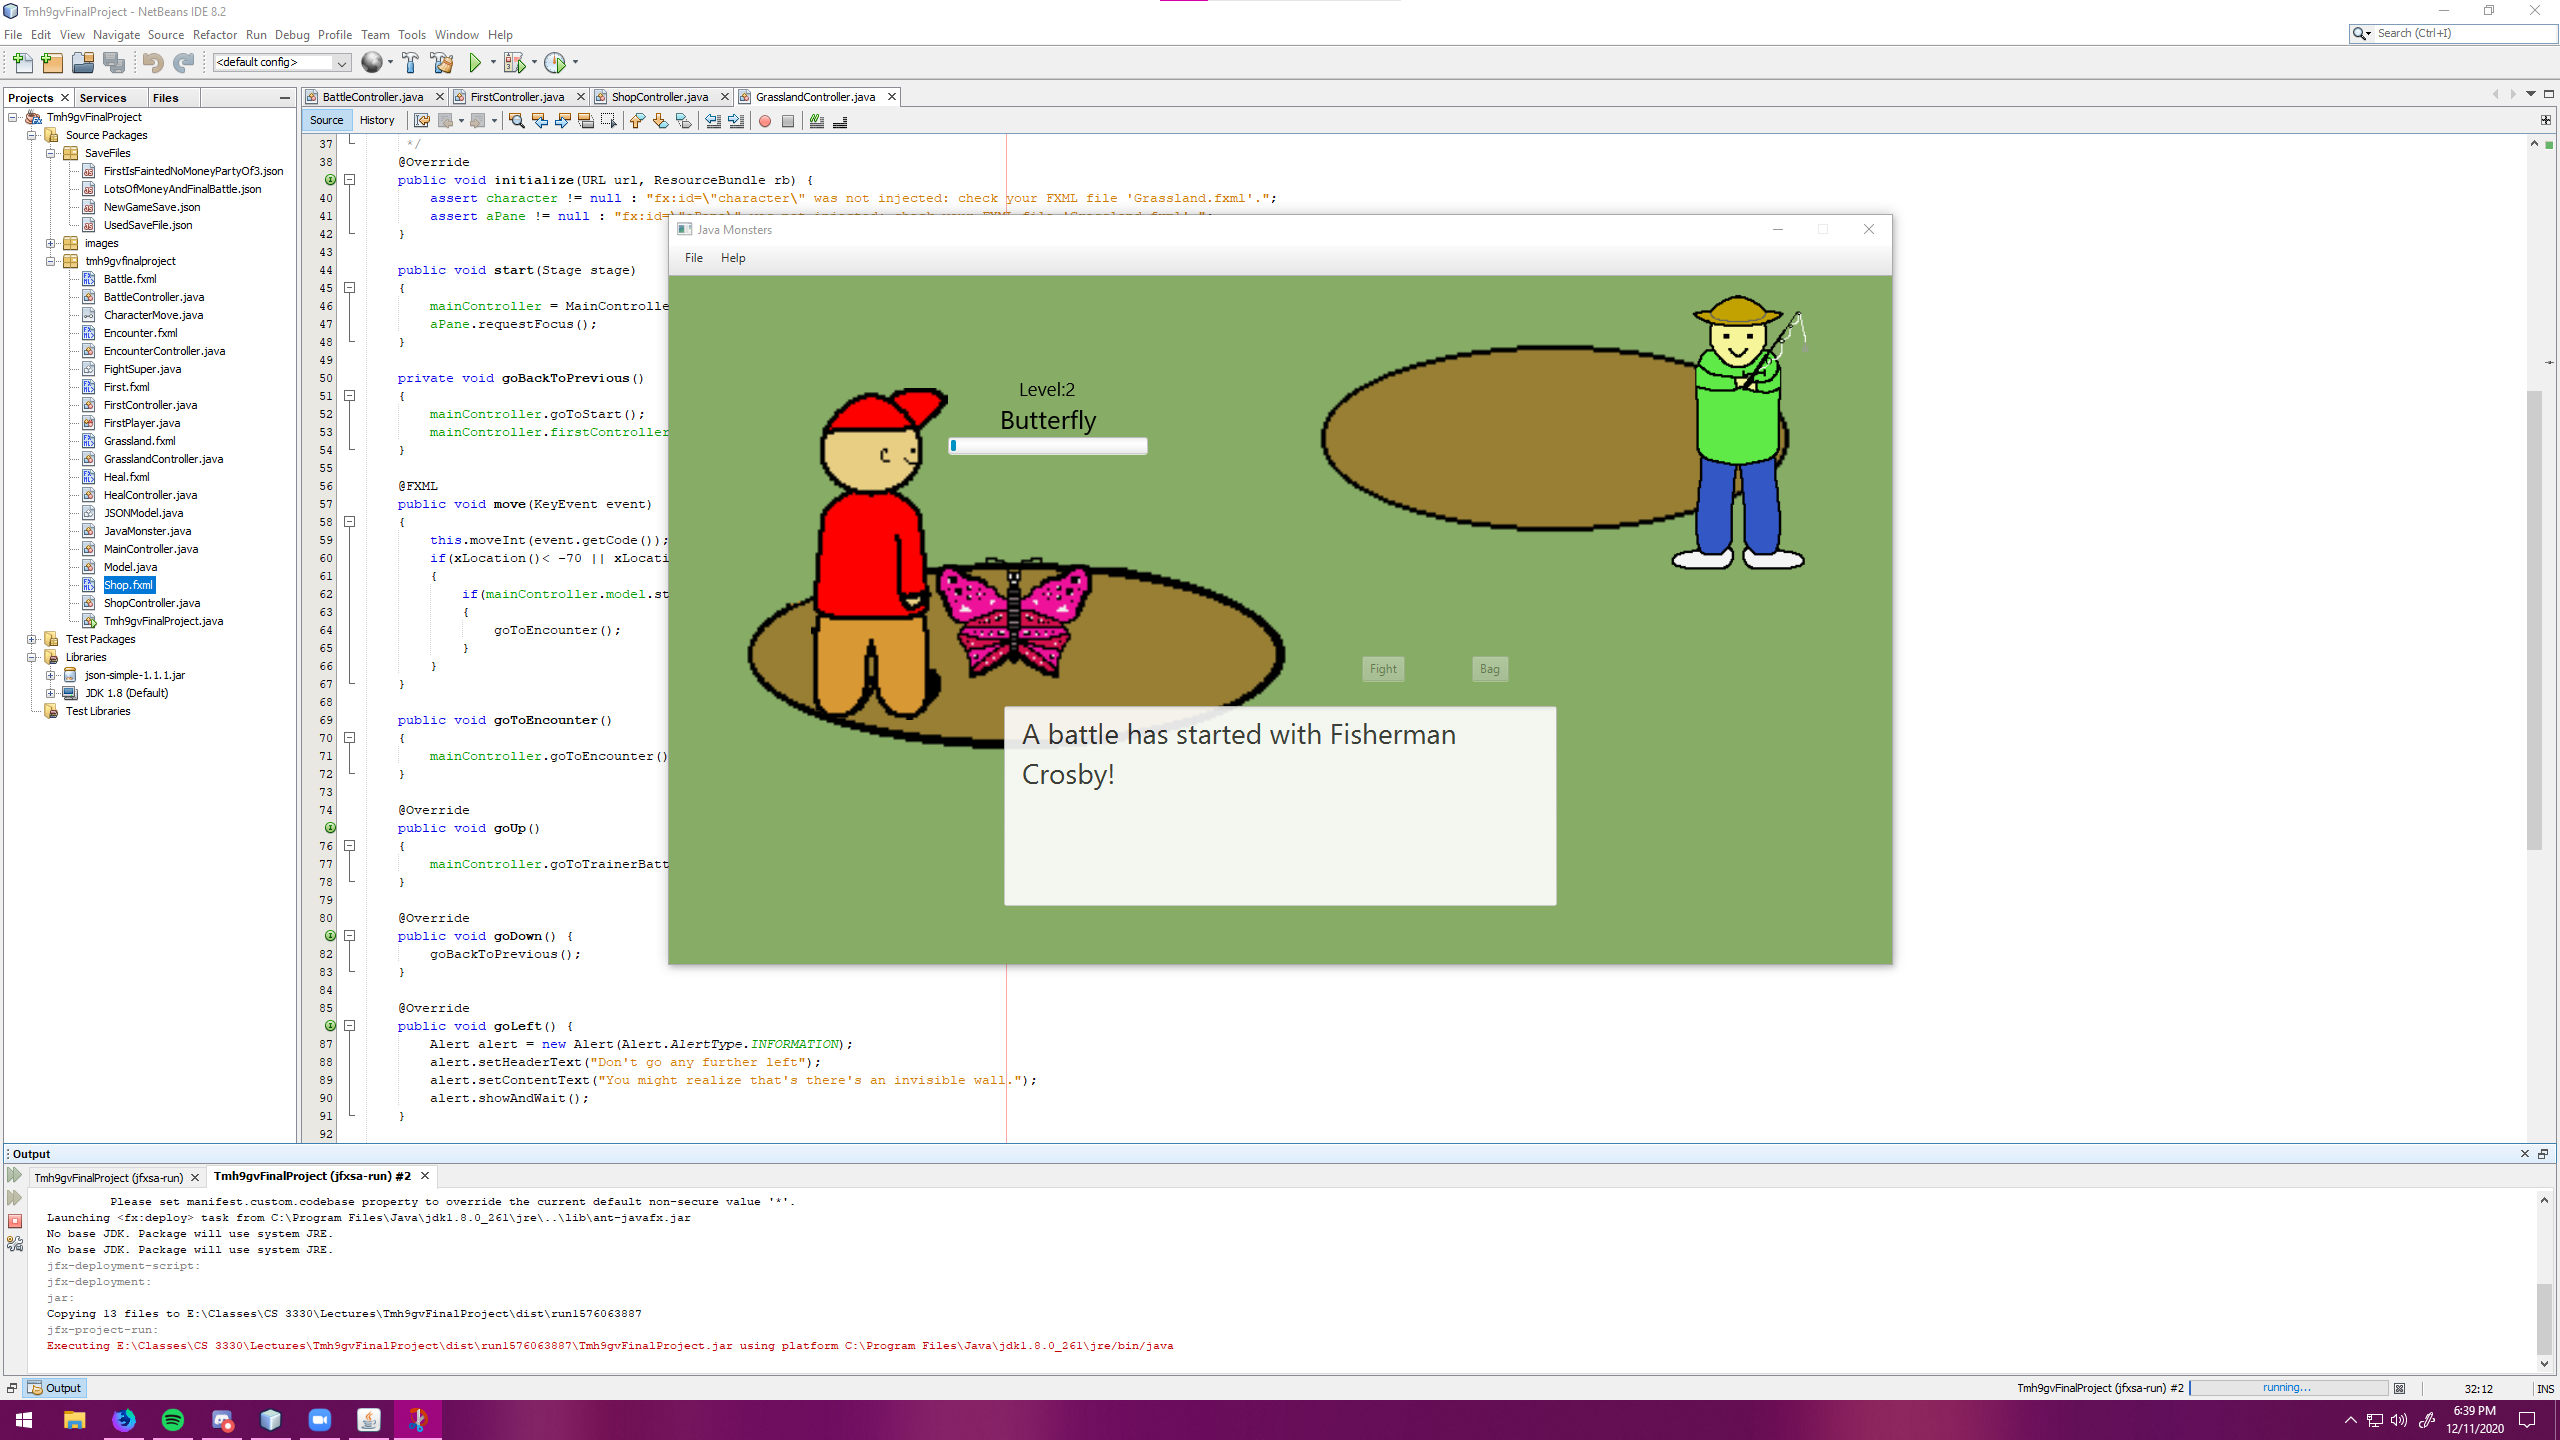 Tmh9gvFinalProject - NetBeans IDE 8.2
File Edit View Navigate Source Refactor Run Debug Profile Team Tools Window Help
Search (Ctrl+I)
<default config>
Projects Services Files
BattleController.java FirstController.java ShopController.java GrasslandController.java
Source History
Tmh9gvFinalProject
Source Packages
SaveFiles
FirstIsFaintedNoMoneyPartyOf3.json
LotsOfMoneyAndFinalBattle.json
NewGameSave.json
UsedSaveFile.json
images
tmh9gvfinalproject
Battle.fxml
BattleController.java
CharacterMove.java
Encounter.fxml
EncounterController.java
FightSuper.java
First.fxml
FirstController.java
FirstPlayer.java
Grassland.fxml
GrasslandController.java
Heal.fxml
HealController.java
JSONModel.java
JavaMonster.java
MainController.java
Model.java
Shop.fxml
ShopController.java
Tmh9gvFinalProject.java
Test Packages
Libraries
json-simple-1.1.1.jar
JDK 1.8 (Default)
Test Libraries
37 */
38 @Override
public void initialize(URL url, ResourceBundle rb) {
40 assert character != null : "fx:id=\"character\" was not injected: check your FXML file 'Grassland.fxml'.";
41 assert aPane != null : "fx:id=\"aPane\" was not injected: check your FXML file 'Grassland.fxml'.";
42 }
43
44 public void start(Stage stage)
45 {
46 mainController = MainControlle
47 aPane.requestFocus();
48 }
49
50 private void goBackToPrevious()
51 {
52 mainController.goToStart();
53 mainController.firstController
54 }
55
56 @FXML
57 public void move(KeyEvent event)
58 {
59 this.moveInt(event.getCode());
60 if(xLocation()< -70 || xLocati
61 {
62 if(mainController.model.st
63 {
64 goToEncounter();
65 }
66 }
67 }
68
69 public void goToEncounter()
70 {
71 mainController.goToEncounter()
72 }
73
74 @Override
public void goUp()
76 {
77 mainController.goToTrainerBatt
78 }
79
80 @Override
public void goDown() {
82 goBackToPrevious();
83 }
84
85 @Override
public void goLeft() {
87 Alert alert = new Alert(Alert.AlertType.INFORMATION);
88 alert.setHeaderText("Don't go any further left");
89 alert.setContentText("You might realize that's there's an invisible wall.");
90 alert.showAndWait();
91 }
92
Java Monsters
File Help
Level:2
Butterfly
Fight Bag
A battle has started with Fisherman
Crosby!
Output
Tmh9gvFinalProject (jfxsa-run) Tmh9gvFinalProject (jfxsa-run) #2
Please set manifest.custom.codebase property to override the current default non-secure value '*'.
Launching <fx:deploy> task from C:\Program Files\Java\jdk1.8.0_261\jre\..\lib\ant-javafx.jar
No base JDK. Package will use system JRE.
No base JDK. Package will use system JRE.
jfx-deployment-script:
jfx-deployment:
jar:
Copying 13 files to E:\Classes\CS 3330\Lectures\Tmh9gvFinalProject\dist\run1576063887
jfx-project-run:
Executing E:\Classes\CS 3330\Lectures\Tmh9gvFinalProject\dist\run1576063887\Tmh9gvFinalProject.jar using platform C:\Program Files\Java\jdk1.8.0_261\jre/bin/java
Output
Tmh9gvFinalProject (jfxsa-run) #2 running... 32:12 INS
6:39 PM
12/11/2020